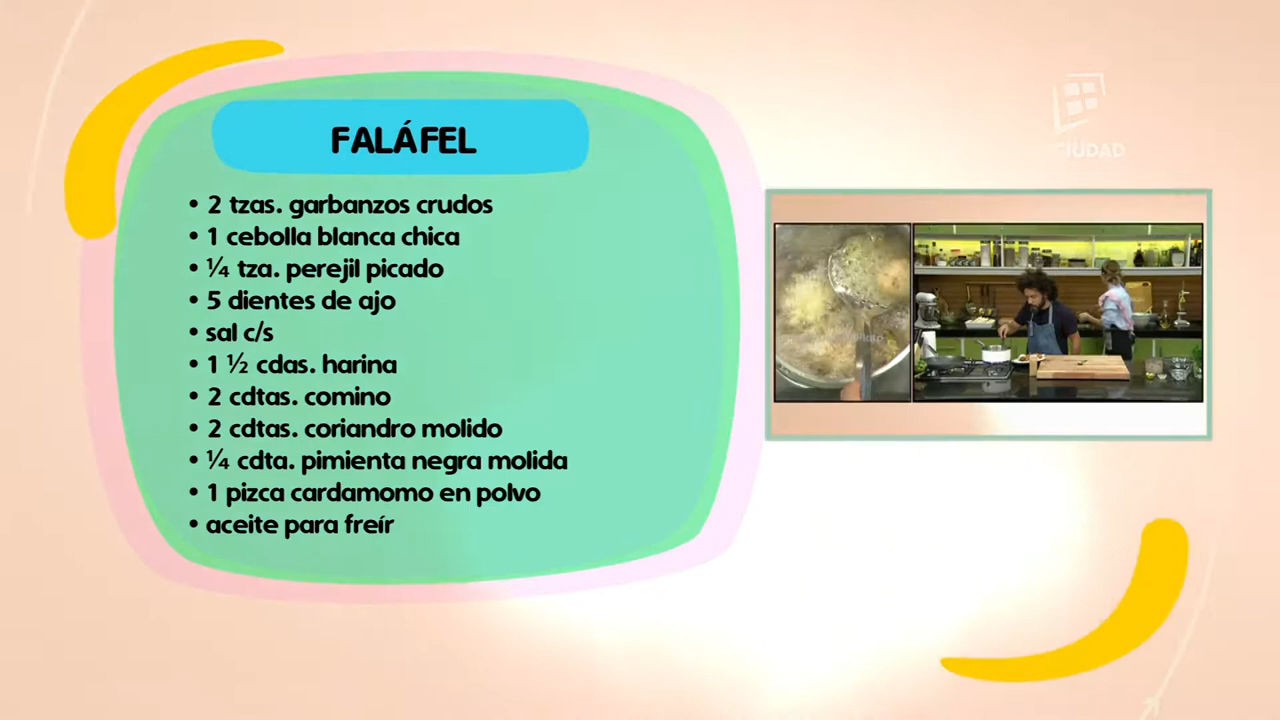 FALÁFEL
• 2 tzas. garbanzos crudos
• 1 cebolla blanca chica
• ¼ tza. perejil picado
• 5 dientes de ajo
• sal c/s
• 1 ½ cdas. harina
• 2 cdtas. comino
• 2 cdtas. coriandro molido
• ¼ cdta. pimienta negra molida
• 1 pizca cardamomo en polvo
• aceite para freír
CIUDAD